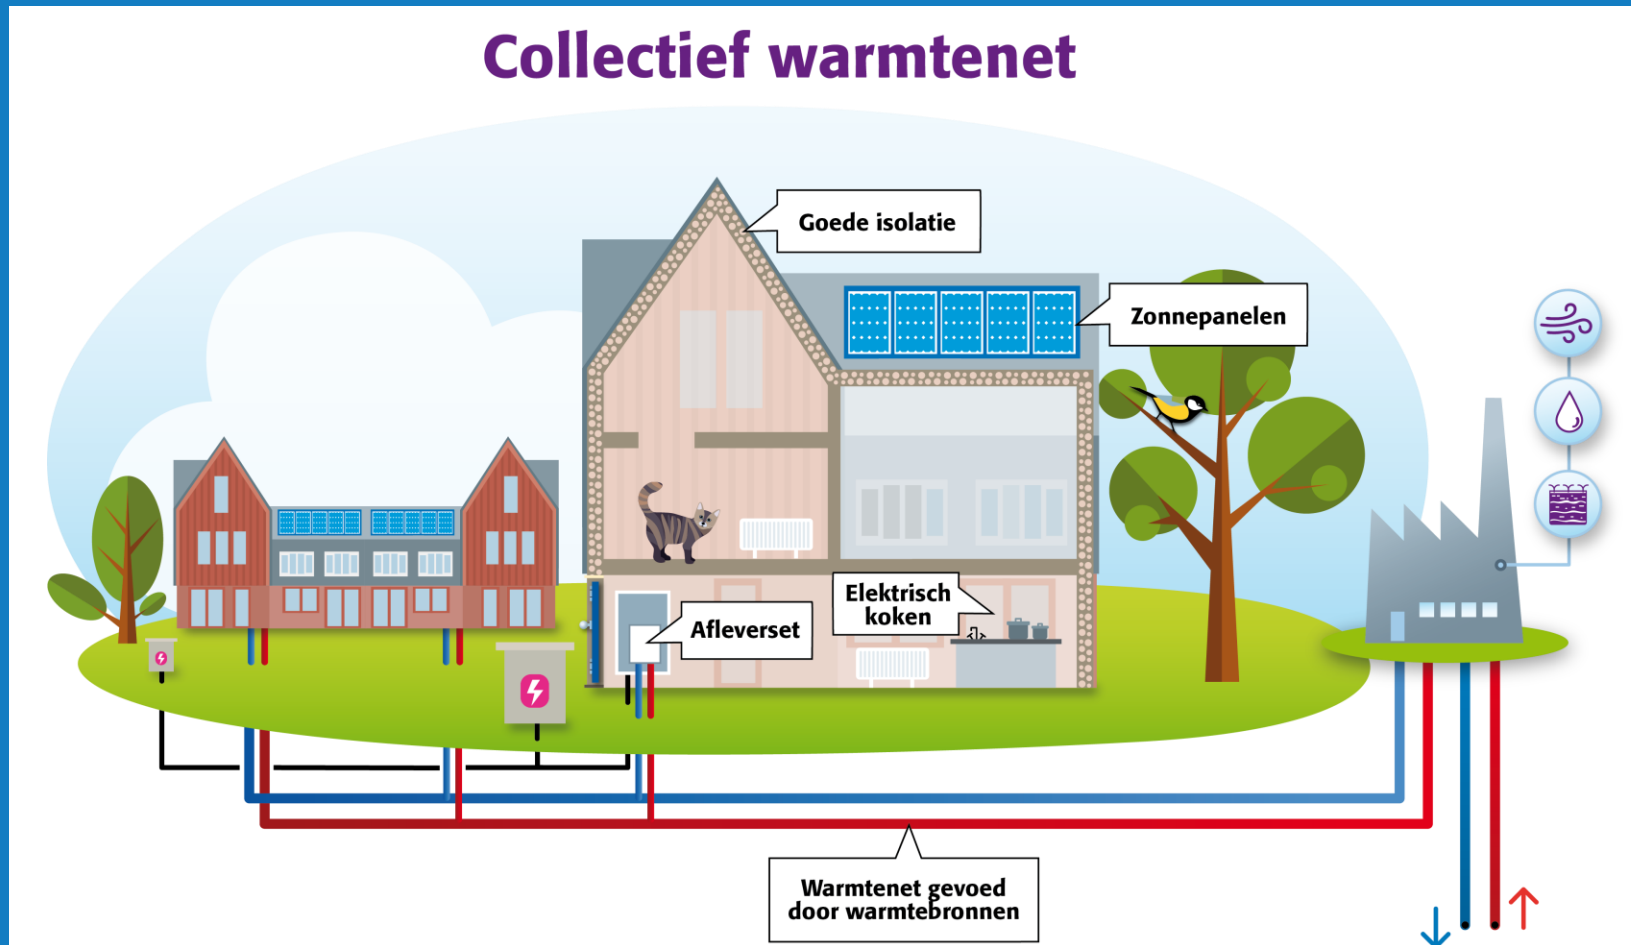 Collectief warmtenet
Goede isolatie
Zonnepanelen
Elektrisch
koken
Afleverset
Warmtenet gevoed
door warmtebronnen